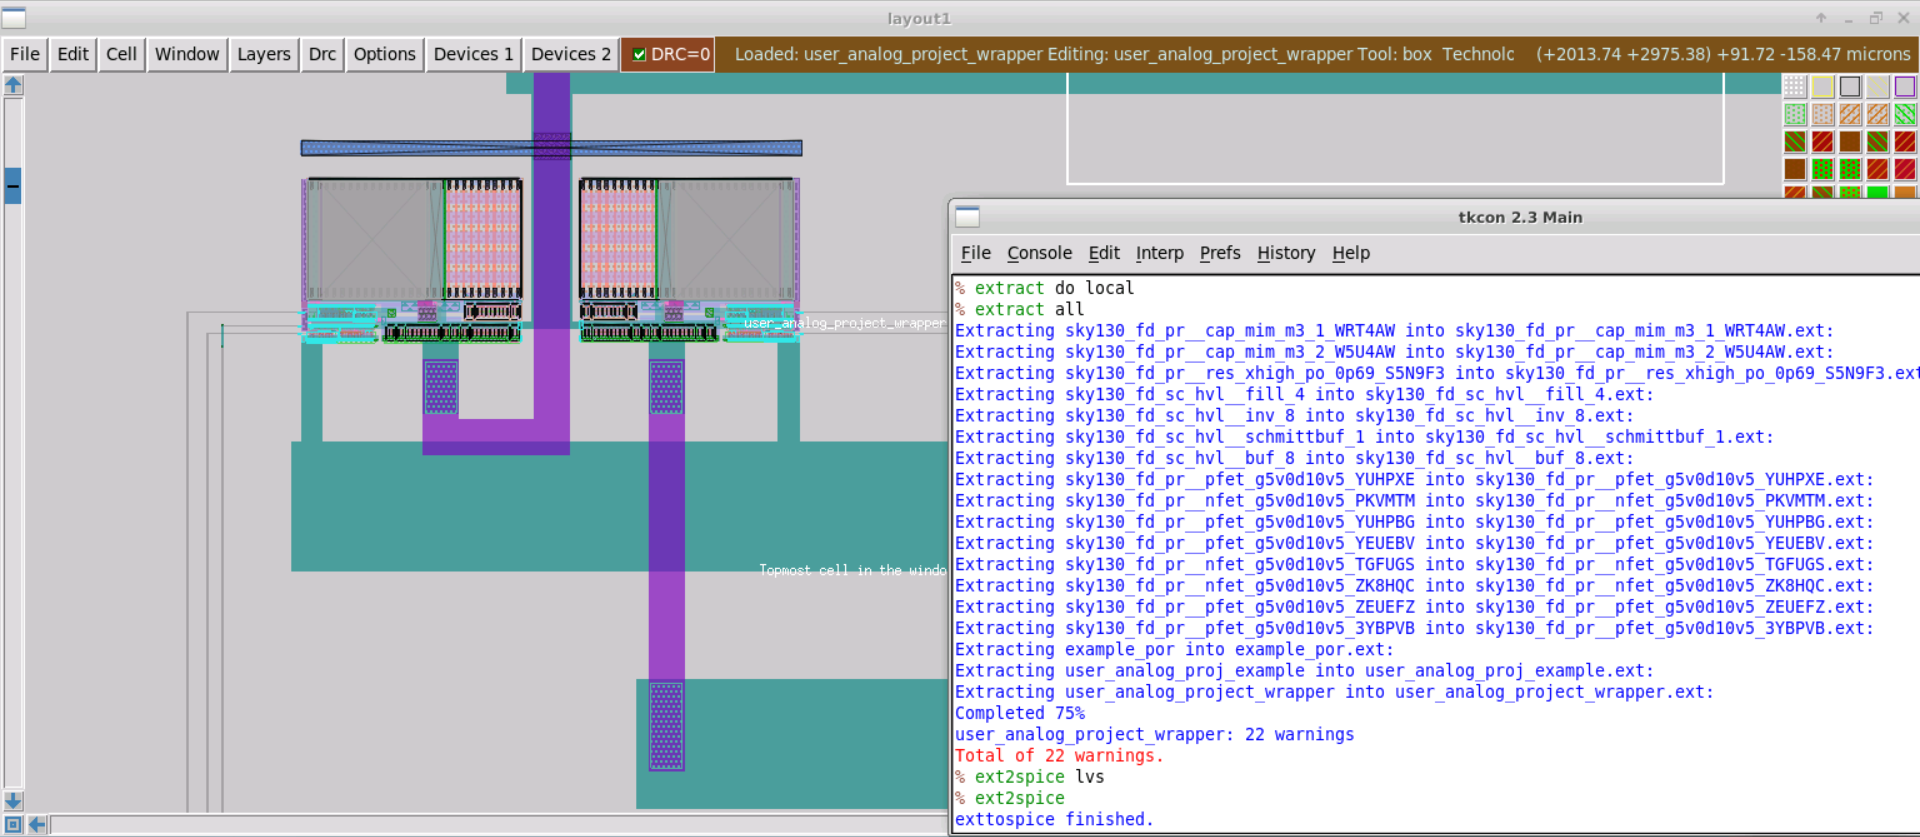 layout1
File Edit Cell Window Layers Drc Options Devices 1 Devices 2 DRC=0 Loaded: user_analog_project_wrapper Editing: user_analog_project_wrapper Tool: box Technolc (+2013.74 +2975.38) +91.72 -158.47 microns
user_analog_project_wrapper
Topmost cell in the windo
tkcon 2.3 Main
File Console Edit Interp Prefs History Help
% extract do local
% extract all
Extracting sky130_fd_pr__cap_mim_m3_1_WRT4AW into sky130_fd_pr__cap_mim_m3_1_WRT4AW.ext:
Extracting sky130_fd_pr__cap_mim_m3_2_W5U4AW into sky130_fd_pr__cap_mim_m3_2_W5U4AW.ext:
Extracting sky130_fd_pr__res_xhigh_po_0p69_S5N9F3 into sky130_fd_pr__res_xhigh_po_0p69_S5N9F3.ext
Extracting sky130_fd_sc_hvl__fill_4 into sky130_fd_sc_hvl__fill_4.ext:
Extracting sky130_fd_sc_hvl__inv_8 into sky130_fd_sc_hvl__inv_8.ext:
Extracting sky130_fd_sc_hvl__schmittbuf_1 into sky130_fd_sc_hvl__schmittbuf_1.ext:
Extracting sky130_fd_sc_hvl__buf_8 into sky130_fd_sc_hvl__buf_8.ext:
Extracting sky130_fd_pr__pfet_g5v0d10v5_YUHPXE into sky130_fd_pr__pfet_g5v0d10v5_YUHPXE.ext:
Extracting sky130_fd_pr__nfet_g5v0d10v5_PKVMTM into sky130_fd_pr__nfet_g5v0d10v5_PKVMTM.ext:
Extracting sky130_fd_pr__pfet_g5v0d10v5_YUHPBG into sky130_fd_pr__pfet_g5v0d10v5_YUHPBG.ext:
Extracting sky130_fd_pr__pfet_g5v0d10v5_YEUEBV into sky130_fd_pr__pfet_g5v0d10v5_YEUEBV.ext:
Extracting sky130_fd_pr__nfet_g5v0d10v5_TGFUGS into sky130_fd_pr__nfet_g5v0d10v5_TGFUGS.ext:
Extracting sky130_fd_pr__nfet_g5v0d10v5_ZK8HQC into sky130_fd_pr__nfet_g5v0d10v5_ZK8HQC.ext:
Extracting sky130_fd_pr__pfet_g5v0d10v5_ZEUEFZ into sky130_fd_pr__pfet_g5v0d10v5_ZEUEFZ.ext:
Extracting sky130_fd_pr__pfet_g5v0d10v5_3YBPVB into sky130_fd_pr__pfet_g5v0d10v5_3YBPVB.ext:
Extracting example_por into example_por.ext:
Extracting user_analog_proj_example into user_analog_proj_example.ext:
Extracting user_analog_project_wrapper into user_analog_project_wrapper.ext:
Completed 75%
user_analog_project_wrapper: 22 warnings
Total of 22 warnings.
% ext2spice lvs
% ext2spice
exttospice finished.